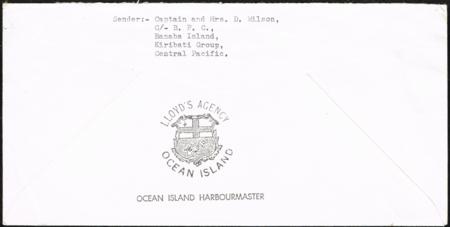 Sender:- Captain and Mrs. D. Wilson,
C/- B. P. C.,
Banaba Island,
Kiribati Group,
Central Pacific.
LLOYD'S AGENCY
OCEAN ISLAND
OCEAN ISLAND HARBOURMASTER